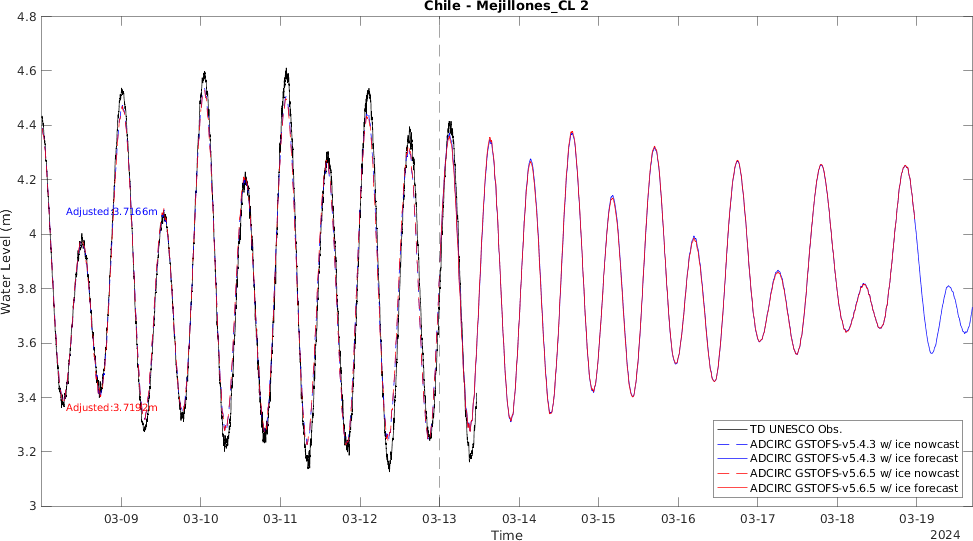 Chile - Mejillones_CL 2
4.8
4.6
4.4
4.2
4
3.8
3.6
3.4
3.2
3
Water Level (m)
Adjusted:3.7166m
Adjusted:3.7192m
TD UNESCO Obs.
ADCIRC GSTOFS-v5.4.3 w/ ice nowcast
ADCIRC GSTOFS-v5.4.3 w/ ice forecast
ADCIRC GSTOFS-v5.6.5 w/ ice nowcast
ADCIRC GSTOFS-v5.6.5 w/ ice forecast
03-09 03-10 03-11 03-12 03-13 03-14 03-15 03-16 03-17 03-18 03-19
Time
2024